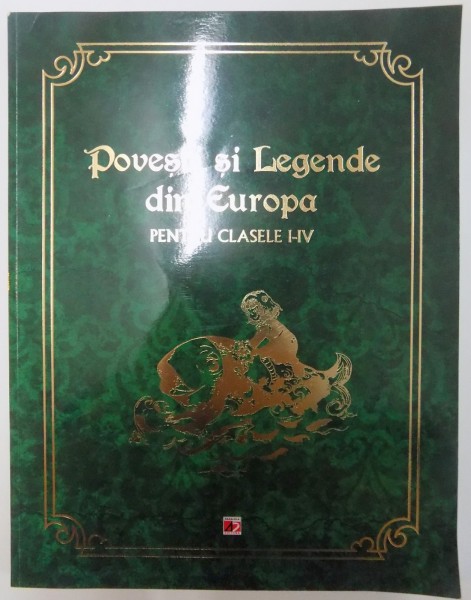 Povești și Legende
din Europa
PENTRU CLASELE I-IV